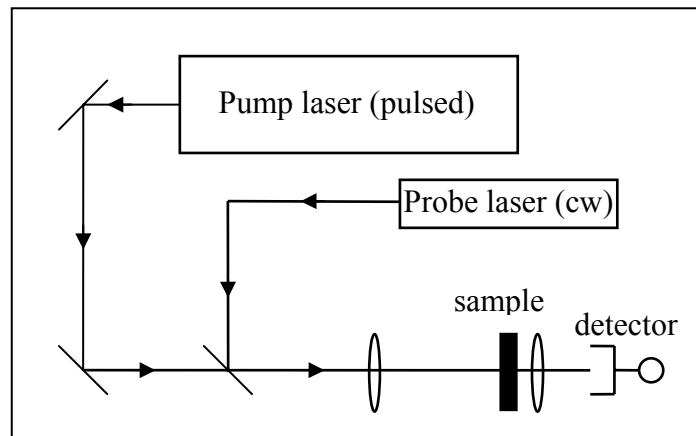 Pump laser (pulsed)
Probe laser (cw)
sample
detector